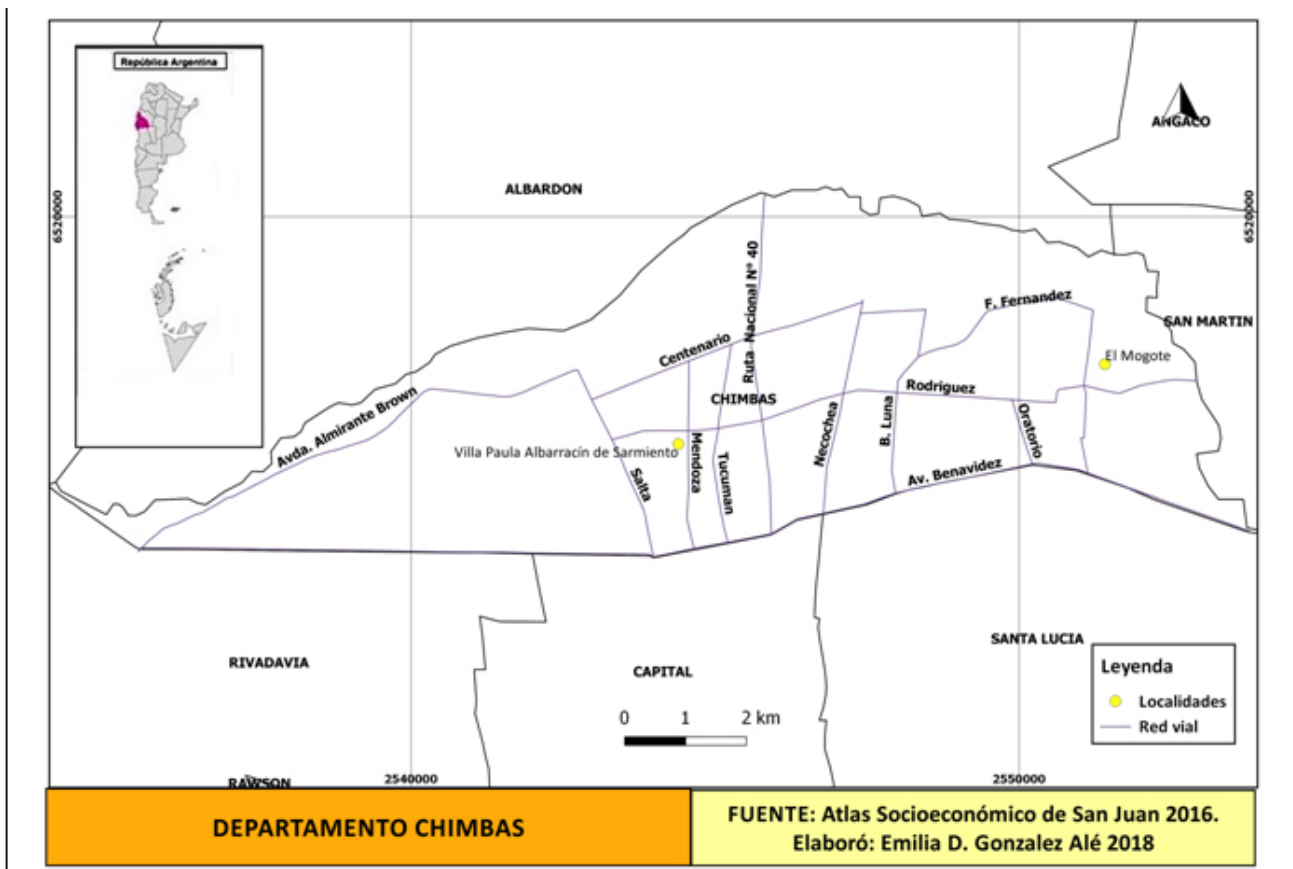 República Argentina
ANGACO
ALBARDON
6520000
6520000
Ruta Nacional N° 40
F. Fernandez
SAN MARTIN
Centenario
El Mogote
Rodriguez
Avda. Almirante Brown
CHIMBAS
Necochea
B. Luna
Oratorio
Villa Paula Albarracín de Sarmiento
Mendoza
Salta
Tucuman
Av. Benavidez
SANTA LUCIA
RIVADAVIA
CAPITAL
Leyenda
Localidades
Red vial
0 1 2 km
RAWSON
2540000
2550000
DEPARTAMENTO CHIMBAS
FUENTE: Atlas Socioeconómico de San Juan 2016.
Elaboró: Emilia D. Gonzalez Alé 2018